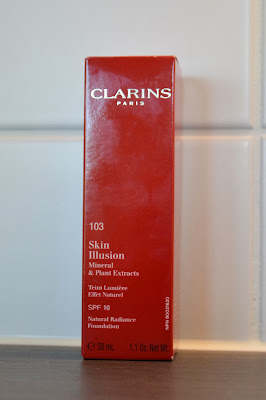 CLARINS
PARIS
103
Skin
Illusion
Mineral
& Plant Extracts
Teint Lumière
Effet Naturel
SPF 10
Natural Radiance
Foundation
℮ 30 mL 1.1 Oz. Net Wt.